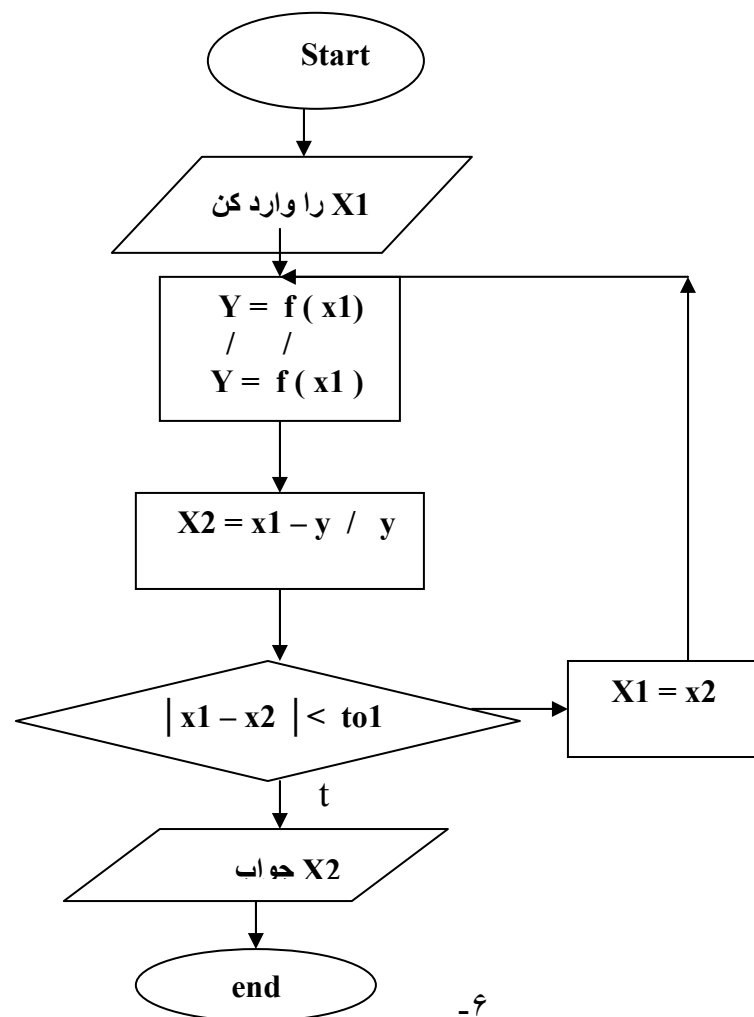 Start
X1 را وارد کن
Y = f ( x1)
/ /
Y = f ( x1 )
X2 = x1 – y / y
| x1 – x2 | < to1
X1 = x2
t
X2 جواب
end
۶-